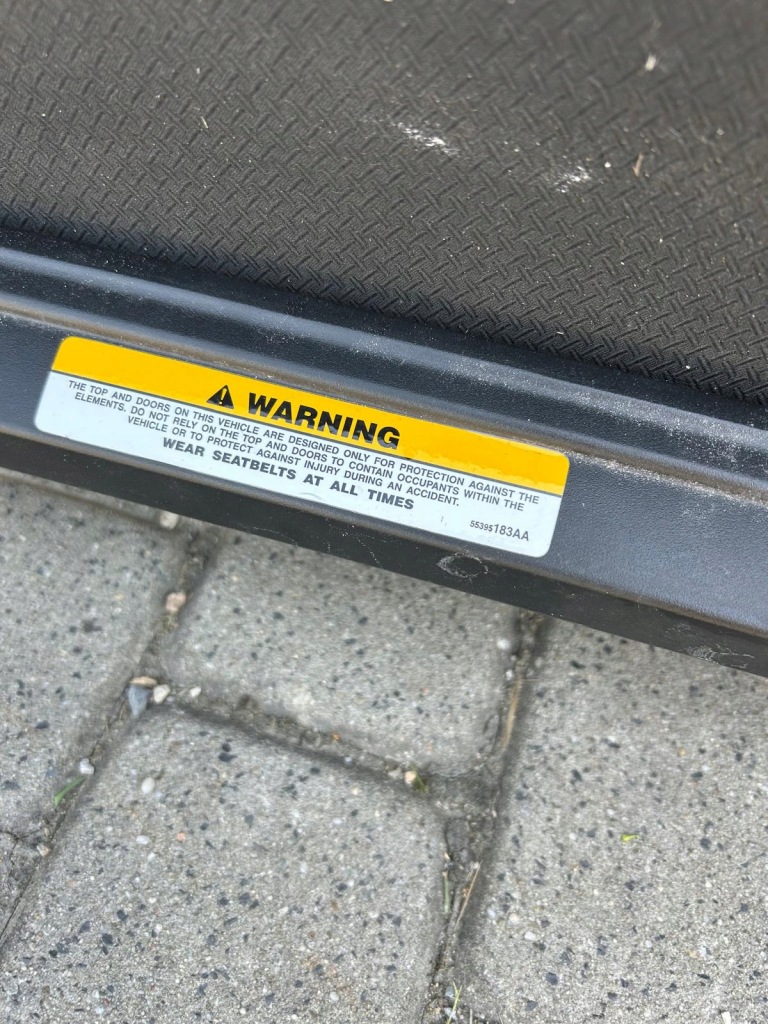 WARNING
THE TOP AND DOORS ON THIS VEHICLE ARE DESIGNED ONLY FOR PROTECTION AGAINST THE
ELEMENTS. DO NOT RELY ON THE TOP AND DOORS TO CONTAIN OCCUPANTS WITHIN THE
VEHICLE OR TO PROTECT AGAINST INJURY DURING AN ACCIDENT.
WEAR SEATBELTS AT ALL TIMES
55395183AA